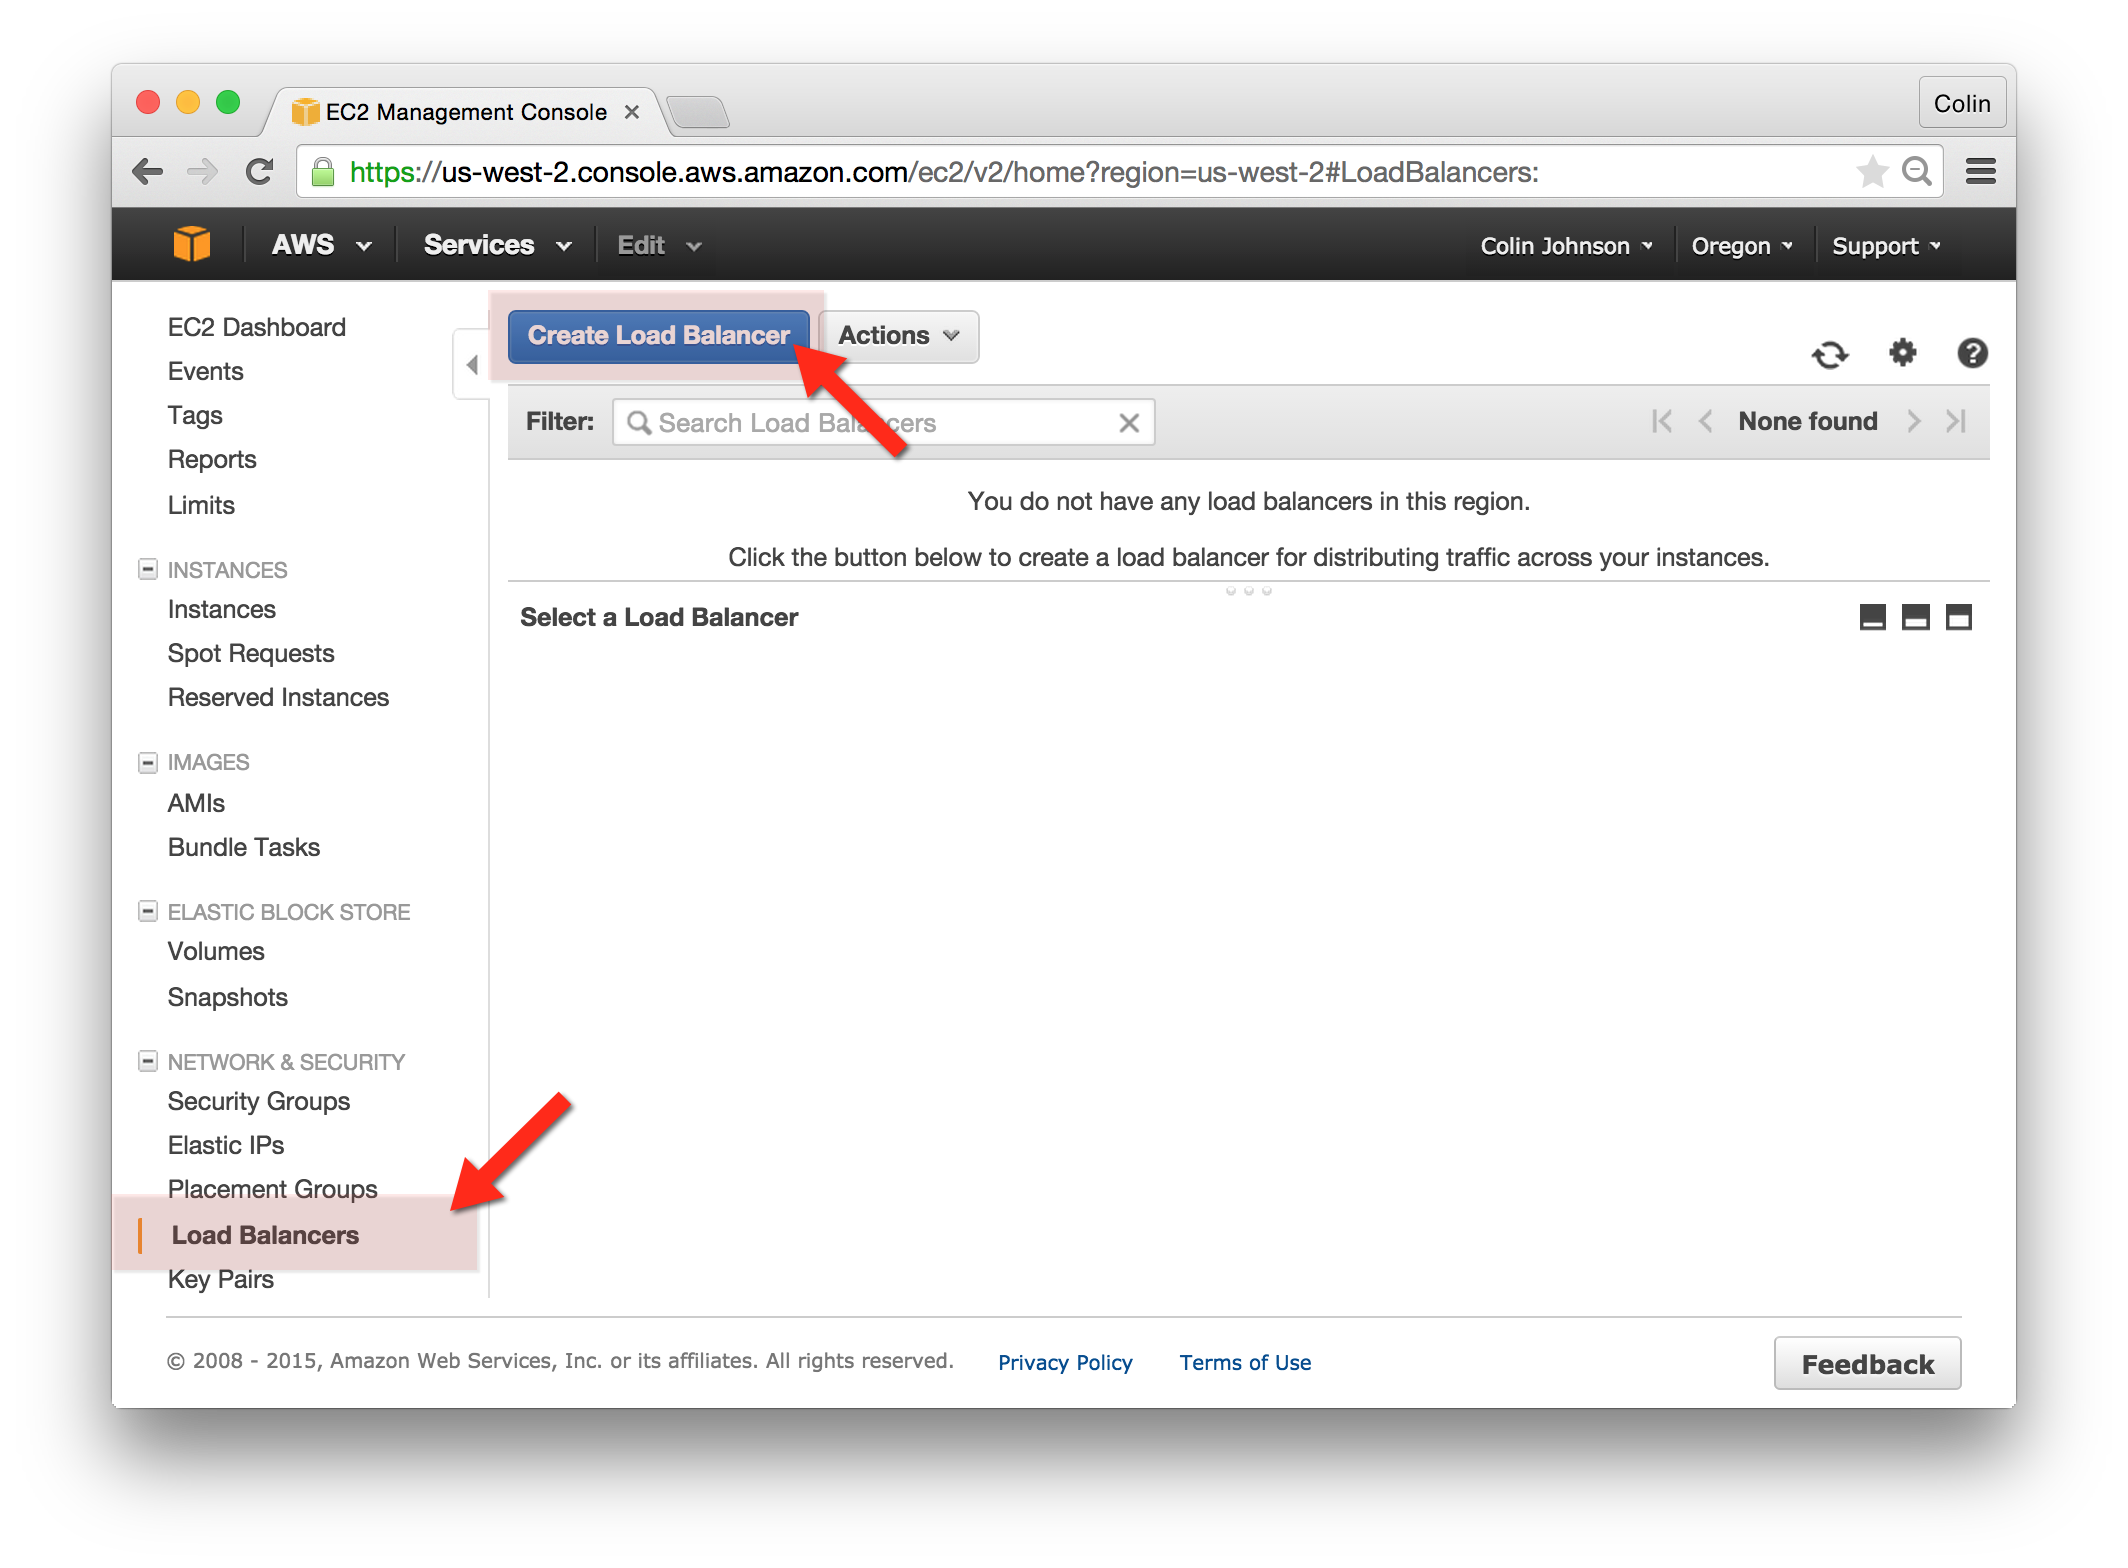 EC2 Management Console
Colin
https://us-west-2.console.aws.amazon.com/ec2/v2/home?region=us-west-2#LoadBalancers:
AWS Services Edit Colin Johnson Oregon Support
EC2 Dashboard
Events
Tags
Reports
Limits
INSTANCES
Instances
Spot Requests
Reserved Instances
IMAGES
AMIs
Bundle Tasks
ELASTIC BLOCK STORE
Volumes
Snapshots
NETWORK & SECURITY
Security Groups
Elastic IPs
Placement Groups
Load Balancers
Key Pairs
Create Load Balancer Actions
Filter: Search Load Balancers None found
You do not have any load balancers in this region.
Click the button below to create a load balancer for distributing traffic across your instances.
Select a Load Balancer
© 2008 - 2015, Amazon Web Services, Inc. or its affiliates. All rights reserved. Privacy Policy Terms of Use Feedback